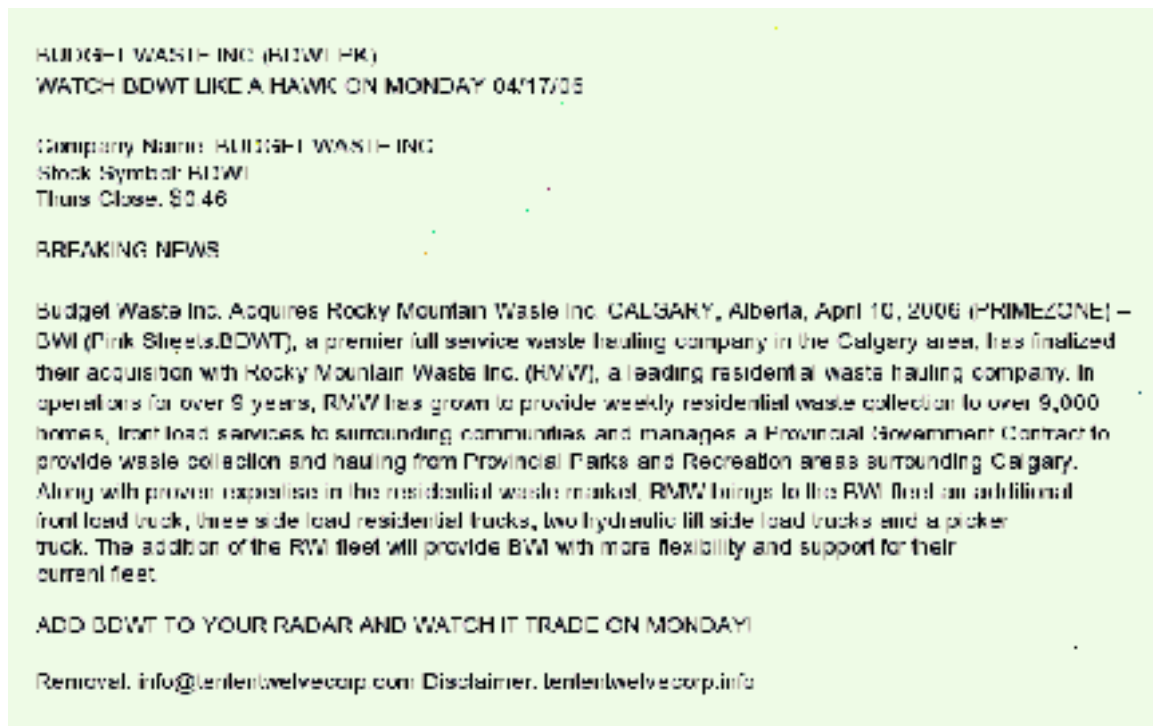 BUDGET WASTE INC (BDWT.PK)
WATCH BDWT LIKE A HAWK ON MONDAY 04/17/06
Company Name: BUDGET WASTE INC
Stock Symbol: BDWT
Thurs Close: $0.46
BREAKING NEWS
Budget Waste Inc. Acquires Rocky Mountain Waste Inc. CALGARY, Alberta, April 10, 2006 (PRIMEZONE) --
BWI (Pink Sheets:BDWT), a premier full service waste hauling company in the Calgary area, has finalized
their acquisition with Rocky Mountain Waste Inc. (RMW), a leading residential waste hauling company. In
operations for over 9 years, RMW has grown to provide weekly residential waste collection to over 9,000
homes, front load services to surrounding communities and manages a Provincial Government Contract to
provide waste collection and hauling from Provincial Parks and Recreation areas surrounding Calgary.
Along with proven expertise in the residential waste market, RMW brings to the BWI fleet an additional
front load truck, three side load residential trucks, two hydraulic lift side load trucks and a picker
truck. The addition of the RWI fleet will provide BWI with more flexibility and support for their
current fleet.
ADD BDWT TO YOUR RADAR AND WATCH IT TRADE ON MONDAY!
Removal: info@tententwelvecorp.com Disclaimer: tententwelvecorp.info